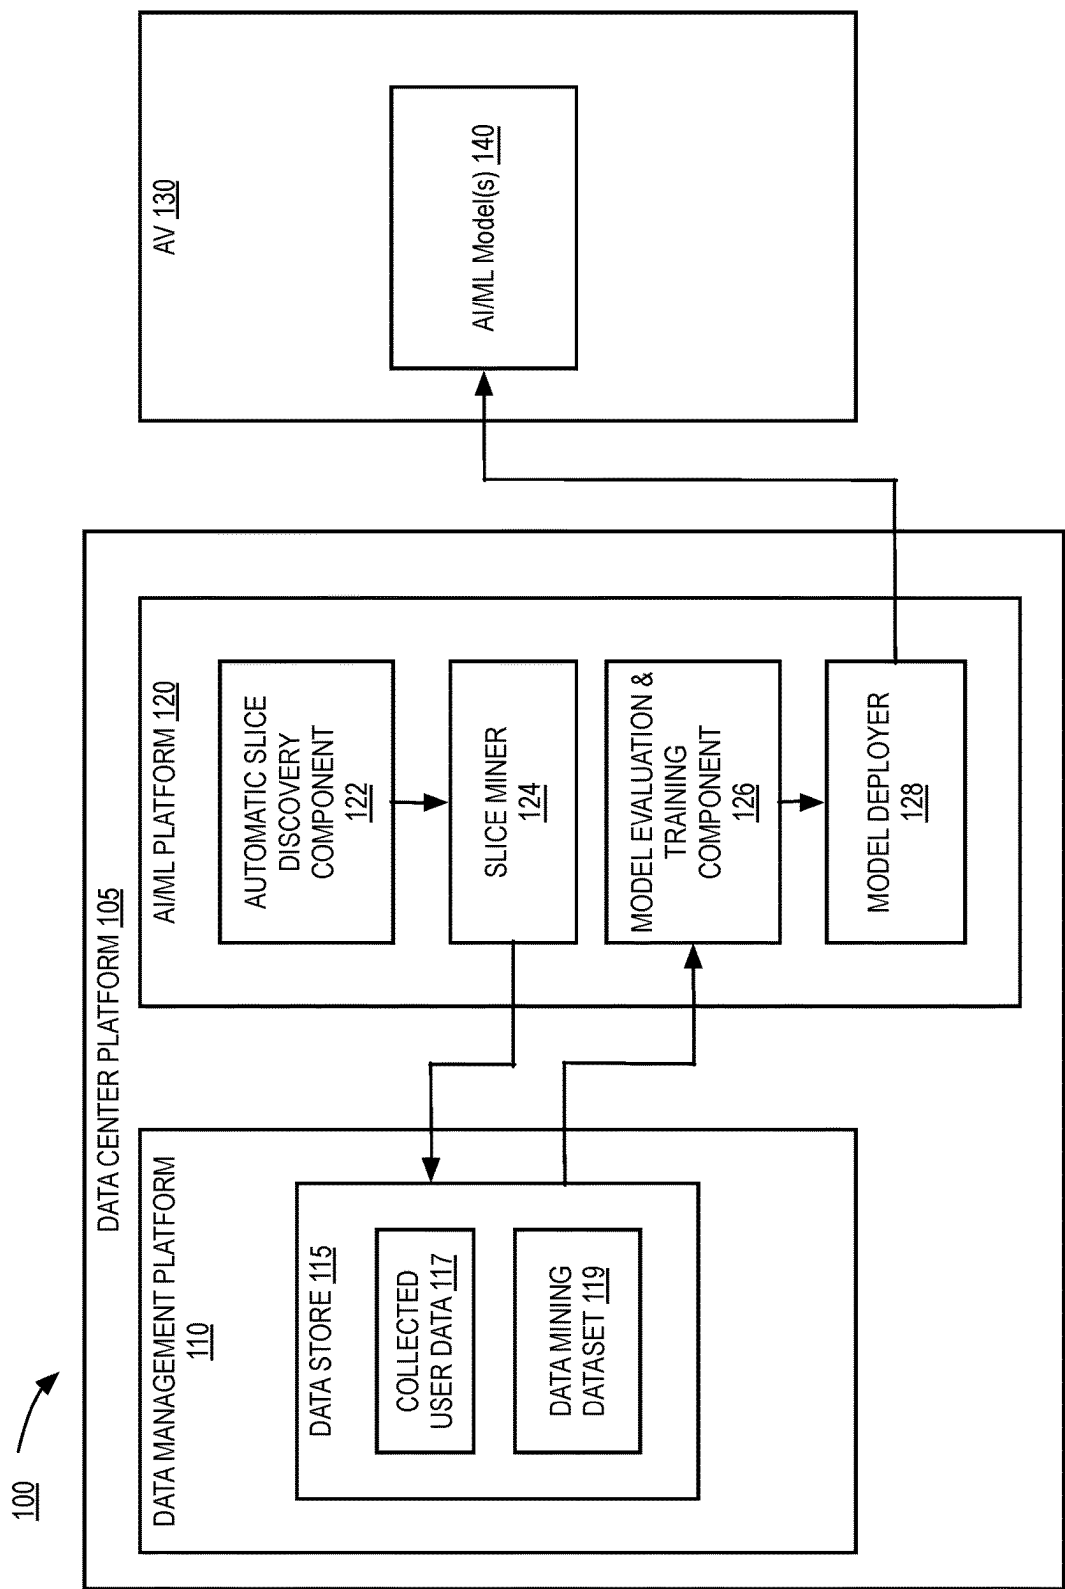 100
DATA CENTER PLATFORM 105
DATA MANAGEMENT PLATFORM
110
DATA STORE 115
COLLECTED
USER DATA 117
DATA MINING
DATASET 119
AI/ML PLATFORM 120
AUTOMATIC SLICE
DISCOVERY
COMPONENT
122
SLICE MINER
124
MODEL EVALUATION &
TRAINING
COMPONENT
126
MODEL DEPLOYER
128
AV 130
AI/ML Model(s) 140